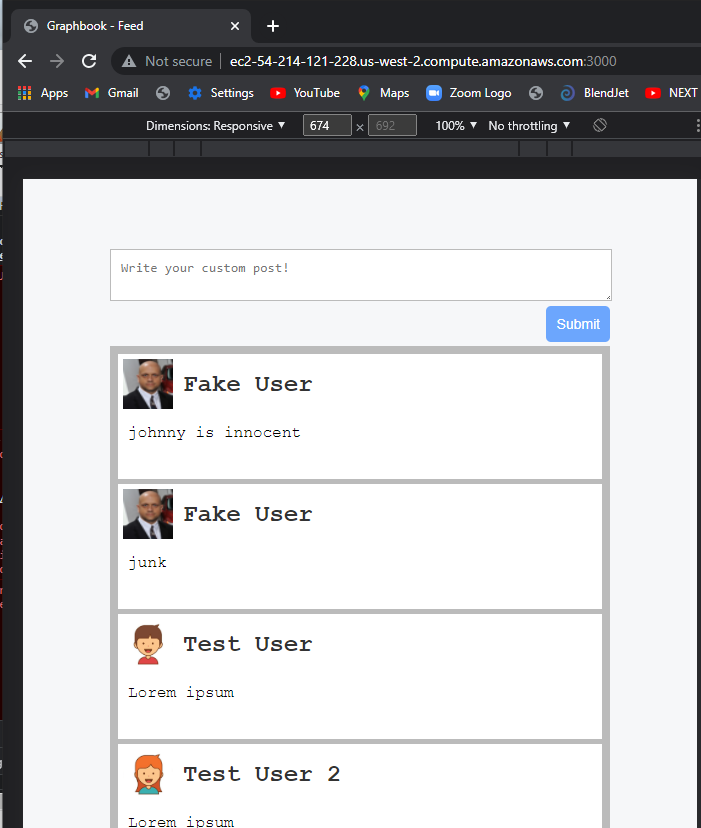 Graphbook - Feed
Not secure ec2-54-214-121-228.us-west-2.compute.amazonaws.com:3000
Apps Gmail Settings YouTube Maps Zoom Logo BlendJet NEXT
Dimensions: Responsive ▼ 674 × 692 100% ▼ No throttling ▼
Write your custom post!
Submit
Fake User
johnny is innocent
Fake User
junk
Test User
Lorem ipsum
Test User 2
Lorem ipsum